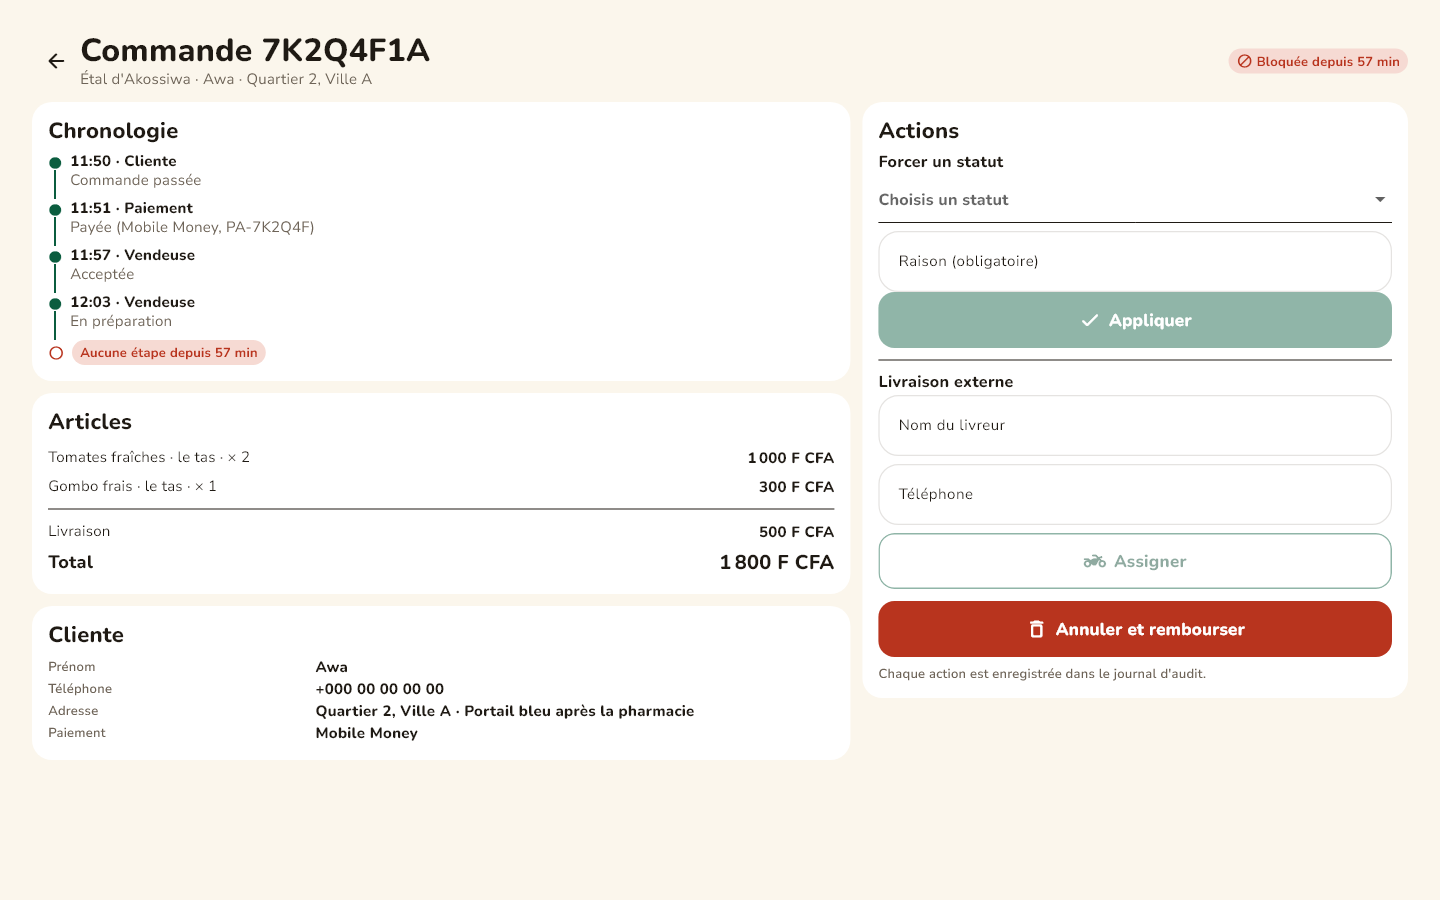 Commande 7K2Q4F1A
Étal d'Akossiwa · Awa · Quartier 2, Ville A
Bloquée depuis 57 min
Chronologie
11:50 · Cliente
Commande passée
11:51 · Paiement
Payée (Mobile Money, PA-7K2Q4F)
11:57 · Vendeuse
Acceptée
12:03 · Vendeuse
En préparation
Aucune étape depuis 57 min
Articles
Tomates fraîches · le tas · × 2 1 000 F CFA
Gombo frais · le tas · × 1 300 F CFA
Livraison 500 F CFA
Total 1 800 F CFA
Cliente
Prénom Awa
Téléphone +000 00 00 00 00
Adresse Quartier 2, Ville A · Portail bleu après la pharmacie
Paiement Mobile Money
Actions
Forcer un statut
Choisis un statut
Raison (obligatoire)
Appliquer
Livraison externe
Nom du livreur
Téléphone
Assigner
Annuler et rembourser
Chaque action est enregistrée dans le journal d'audit.